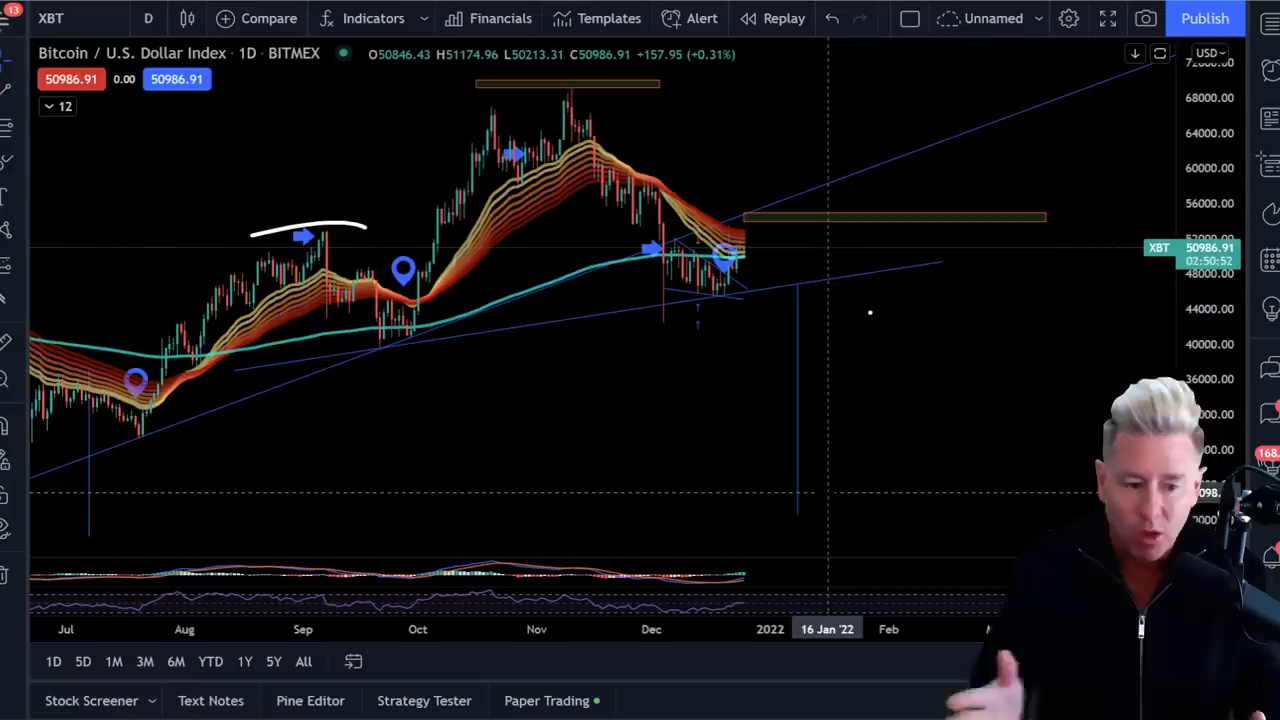 13
XBT D Compare Indicators Financials Templates Alert Replay Unnamed Publish
Bitcoin / U.S. Dollar Index · 1D · BITMEX O50846.43 H51174.96 L50213.31 C50986.91 +157.95 (+0.31%)
USD
50986.91 0.00 50986.91
12
68000.00
64000.00
60000.00
56000.00
XBT 50986.91
02:50:52
48000.00
44000.00
40000.00
36000.00
168.
Jul Aug Sep Oct Nov Dec 2022 16 Jan '22 Feb
1D 5D 1M 3M 6M YTD 1Y 5Y All
Stock Screener Text Notes Pine Editor Strategy Tester Paper Trading